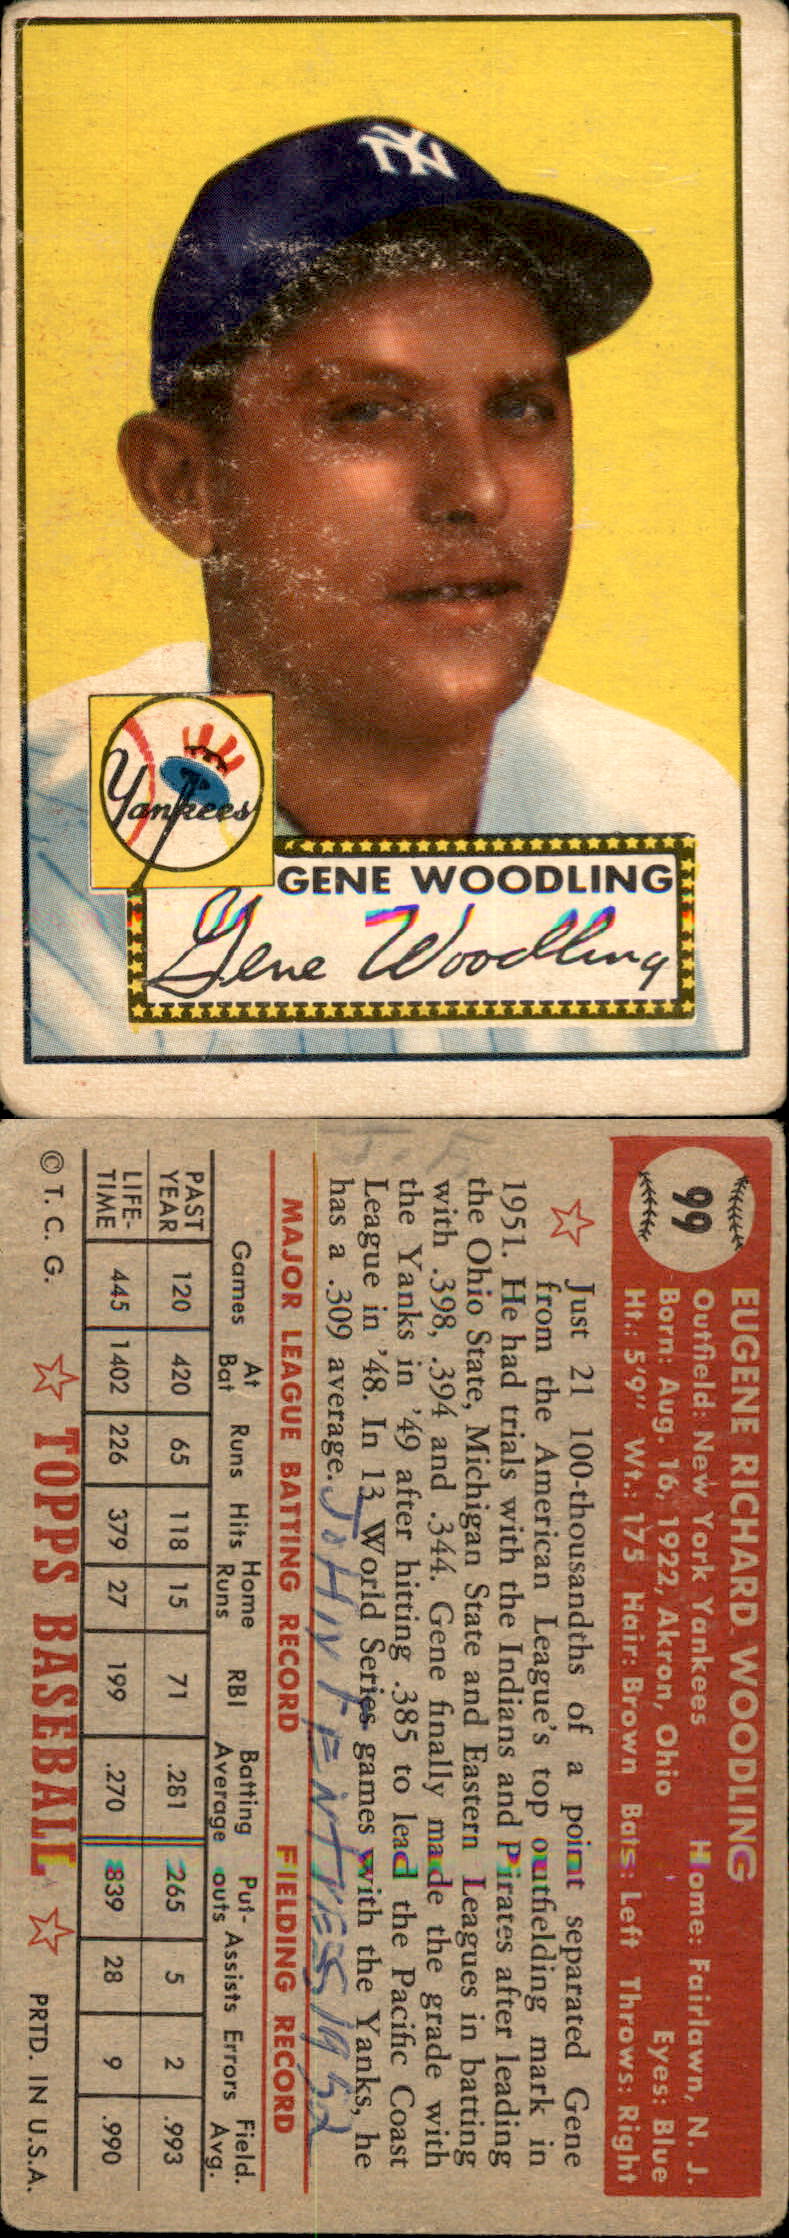 NY
Yankees
GENE WOODLING
Gene Woodling
99
EUGENE RICHARD WOODLING
Outfield: New York Yankees Home: Fairlawn, N. J.
Born: Aug. 16, 1922, Akron, Ohio Eyes: Blue
Ht.: 5'9" Wt.: 175 Hair: Brown Bats: Left Throws: Right
Just 21 100-thousandths of a point separated Gene
from the American League's top outfielding mark in
1951. He had trials with the Indians and Pirates after leading
the Ohio State, Michigan State and Eastern Leagues in batting
with .398, .394 and .344. Gene finally made the grade with
the Yanks in '49 after hitting .385 to lead the Pacific Coast
League in '48. In 13 World Series games with the Yanks, he
has a .309 average.
J. F.
JOHN FENTRESS 1952
MAJOR LEAGUE BATTING RECORD FIELDING RECORD
Games At Bat Runs Hits Home Runs RBI Batting Average Put-outs Assists Errors Field. Avg.
PAST YEAR 120 420 65 118 15 71 .281 265 5 2 .993
LIFE-TIME 445 1402 226 379 27 199 .270 839 28 9 .990
© T. C. G. TOPPS BASEBALL PRTD. IN U.S.A.